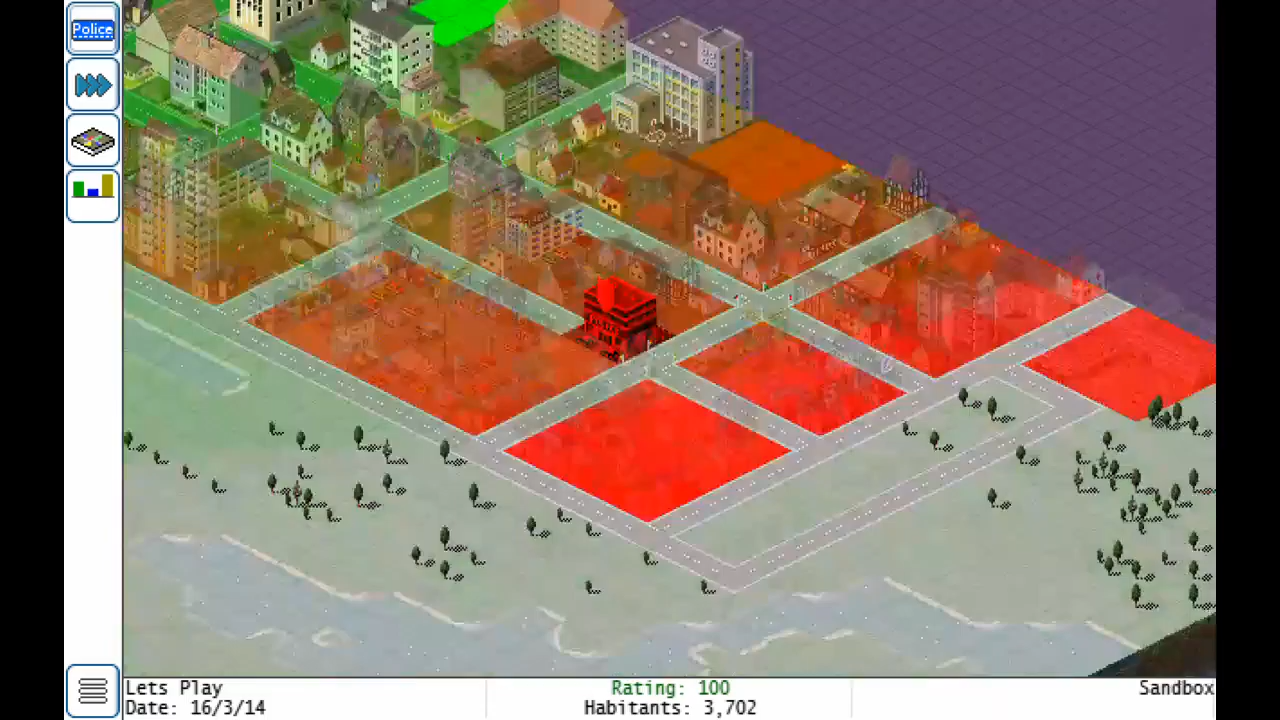 Police
Lets Play
Date: 16/3/14
Rating: 100
Habitants: 3,702
Sandbox